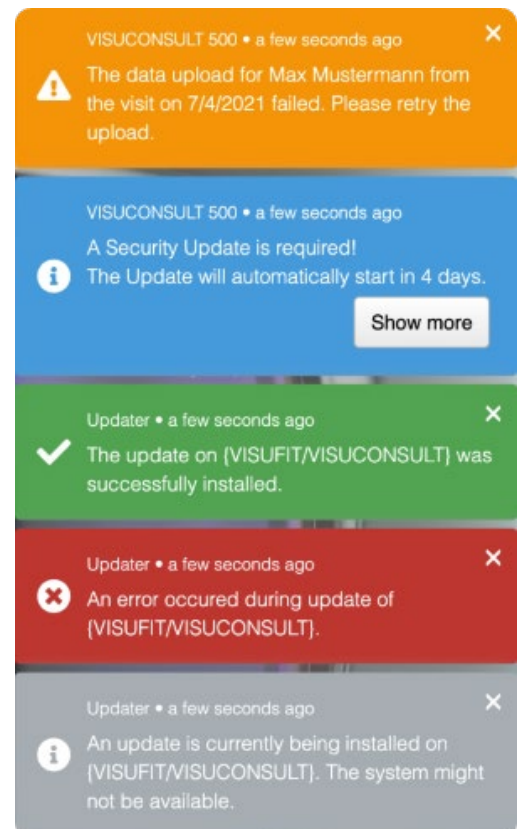 VISUCONSULT 500 • a few seconds ago
The data upload for Max Mustermann from
the visit on 7/4/2021 failed. Please retry the
upload.
VISUCONSULT 500 • a few seconds ago
A Security Update is required!
The Update will automatically start in 4 days.
Show more
Updater • a few seconds ago
The update on {VISUFIT/VISUCONSULT} was
successfully installed.
Updater • a few seconds ago
An error occured during update of
{VISUFIT/VISUCONSULT}.
Updater • a few seconds ago
An update is currently being installed on
{VISUFIT/VISUCONSULT}. The system might
not be available.